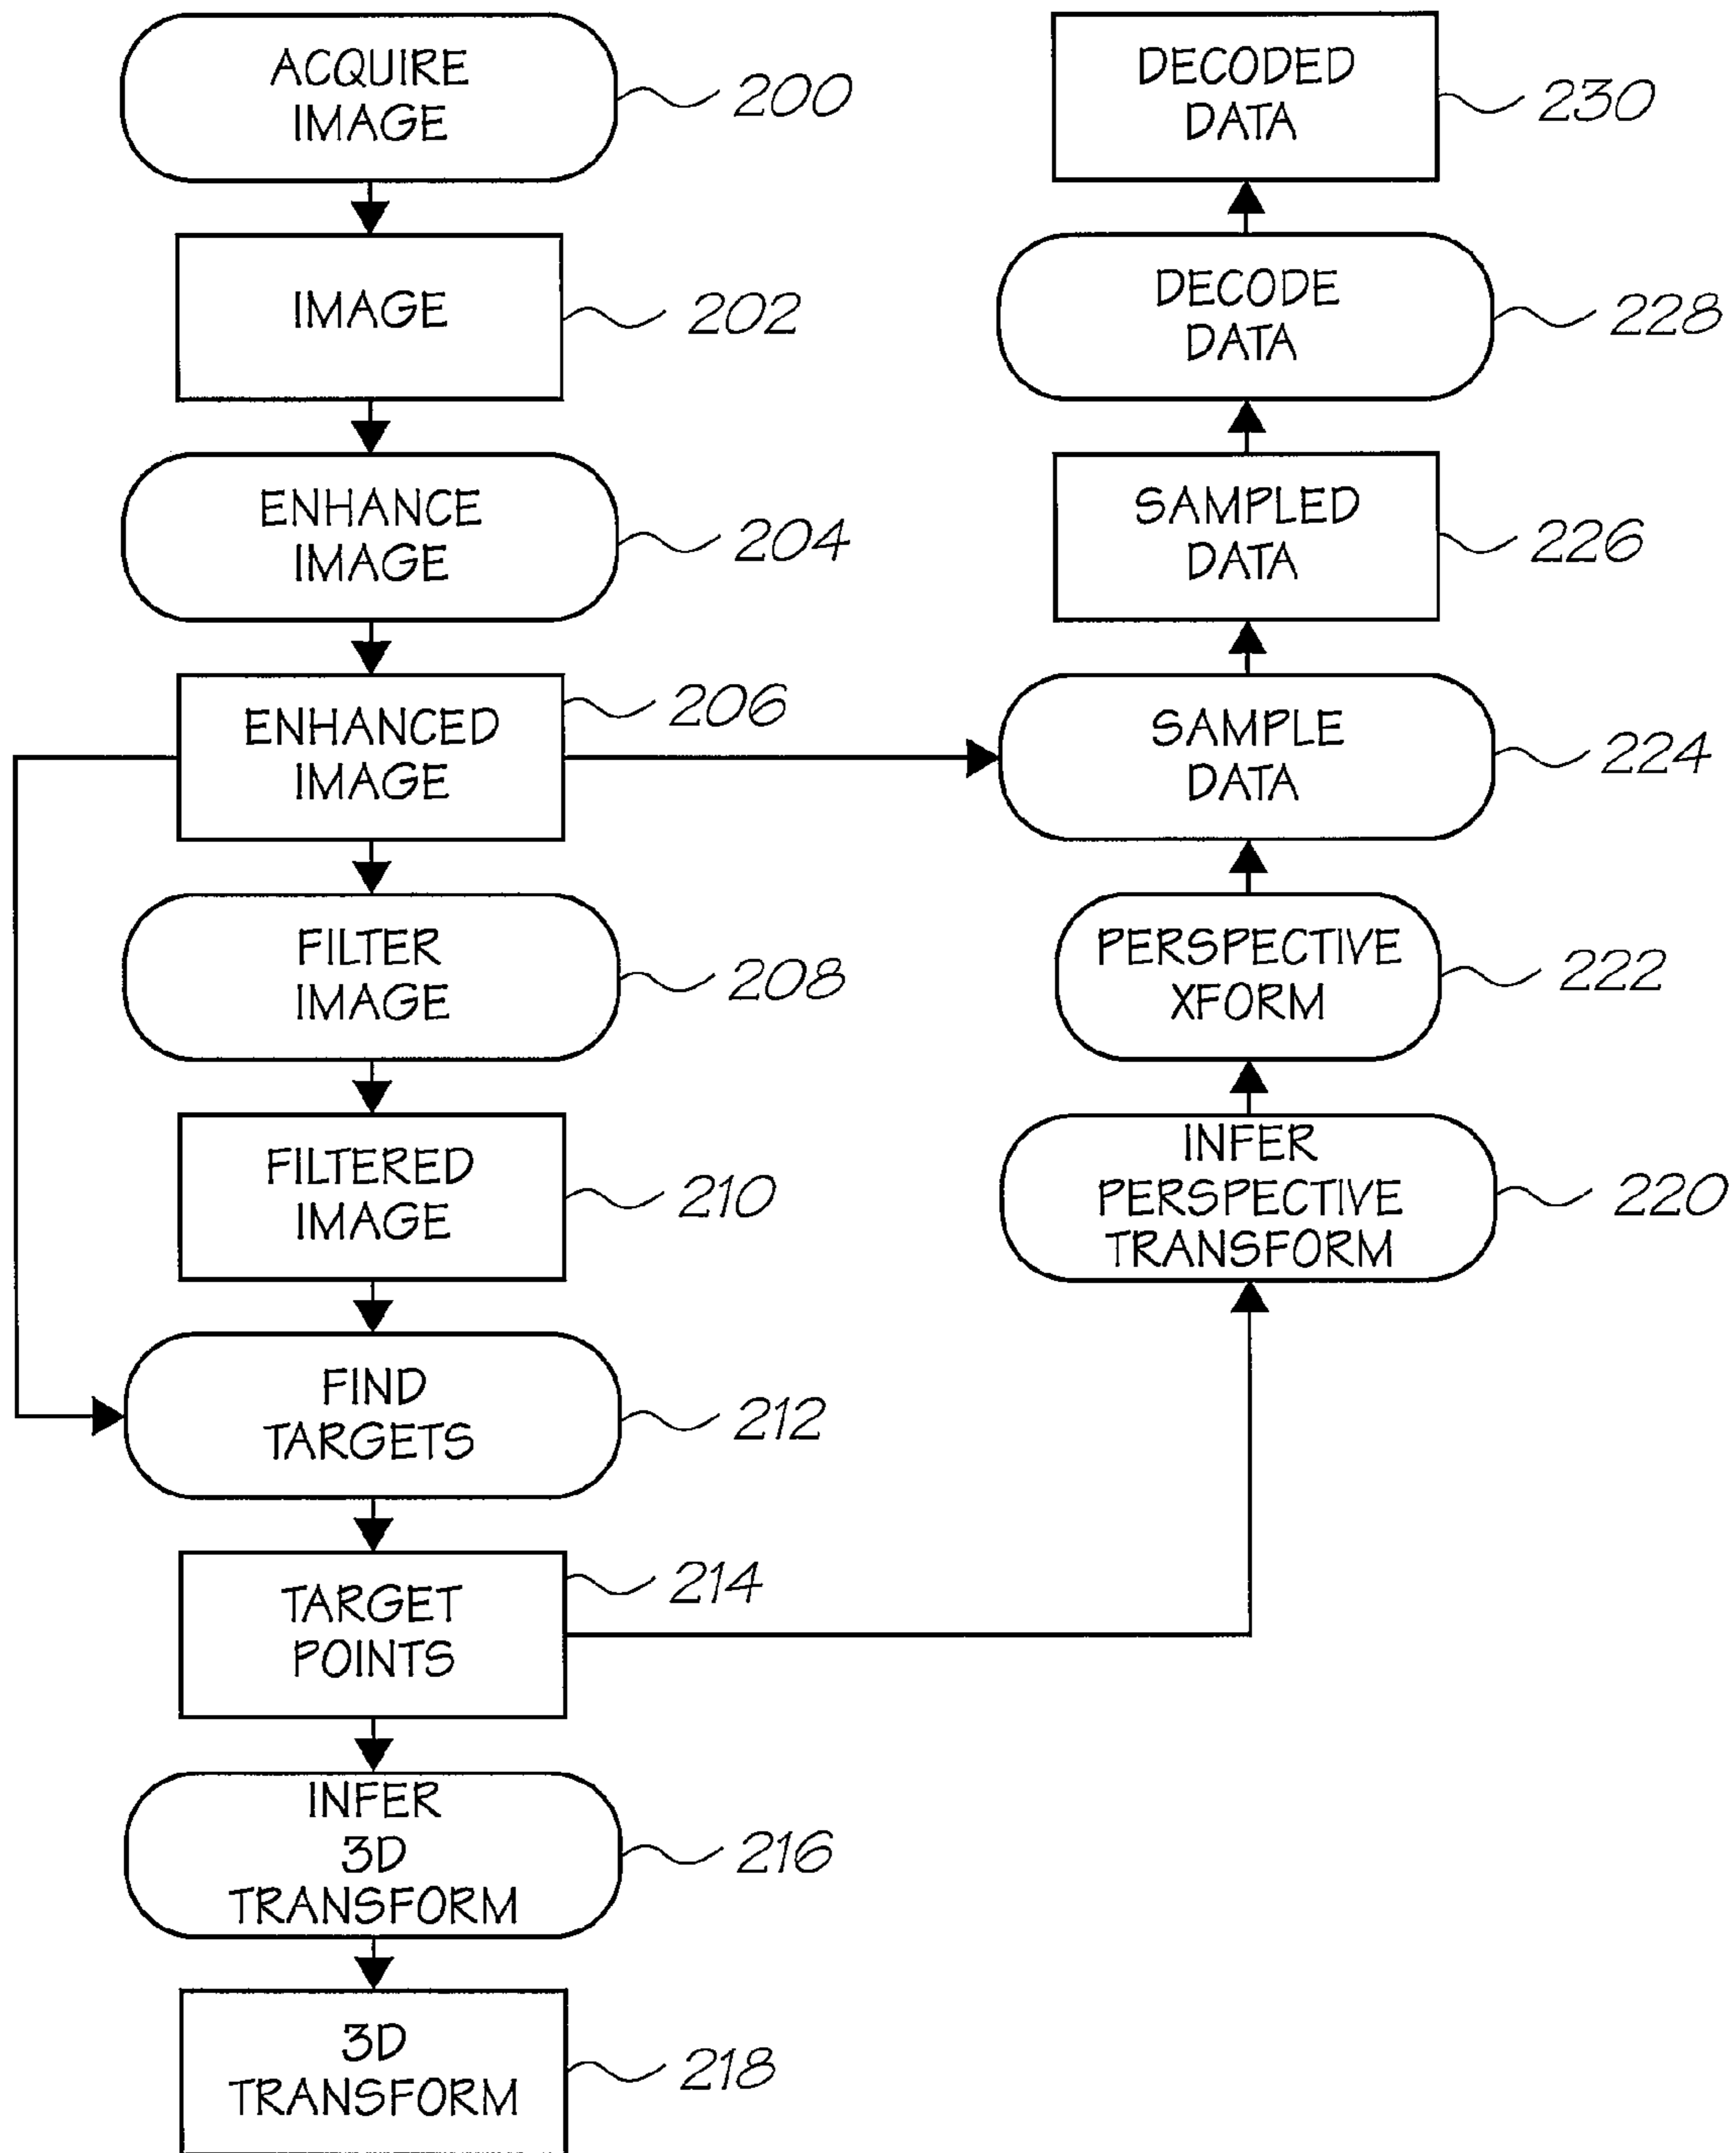 ACQUIRE
IMAGE
200
IMAGE
202
ENHANCE
IMAGE
204
ENHANCED
IMAGE
206
FILTER
IMAGE
208
FILTERED
IMAGE
210
FIND
TARGETS
212
TARGET
POINTS
214
INFER
3D
TRANSFORM
216
3D
TRANSFORM
218
DECODED
DATA
230
DECODE
DATA
228
SAMPLED
DATA
226
SAMPLE
DATA
224
PERSPECTIVE
XFORM
222
INFER
PERSPECTIVE
TRANSFORM
220